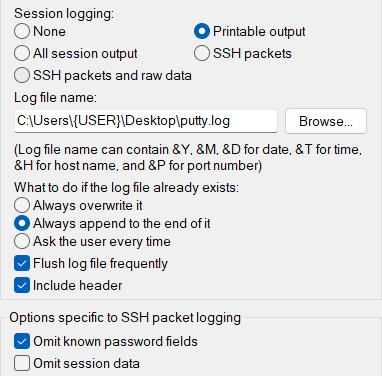 Session logging:
None
Printable output
All session output
SSH packets
SSH packets and raw data
Log file name:
C:\Users\{USER}\Desktop\putty.log
Browse...
(Log file name can contain &Y, &M, &D for date, &T for time,
&H for host name, and &P for port number)
What to do if the log file already exists:
Always overwrite it
Always append to the end of it
Ask the user every time
Flush log file frequently
Include header
Options specific to SSH packet logging
Omit known password fields
Omit session data